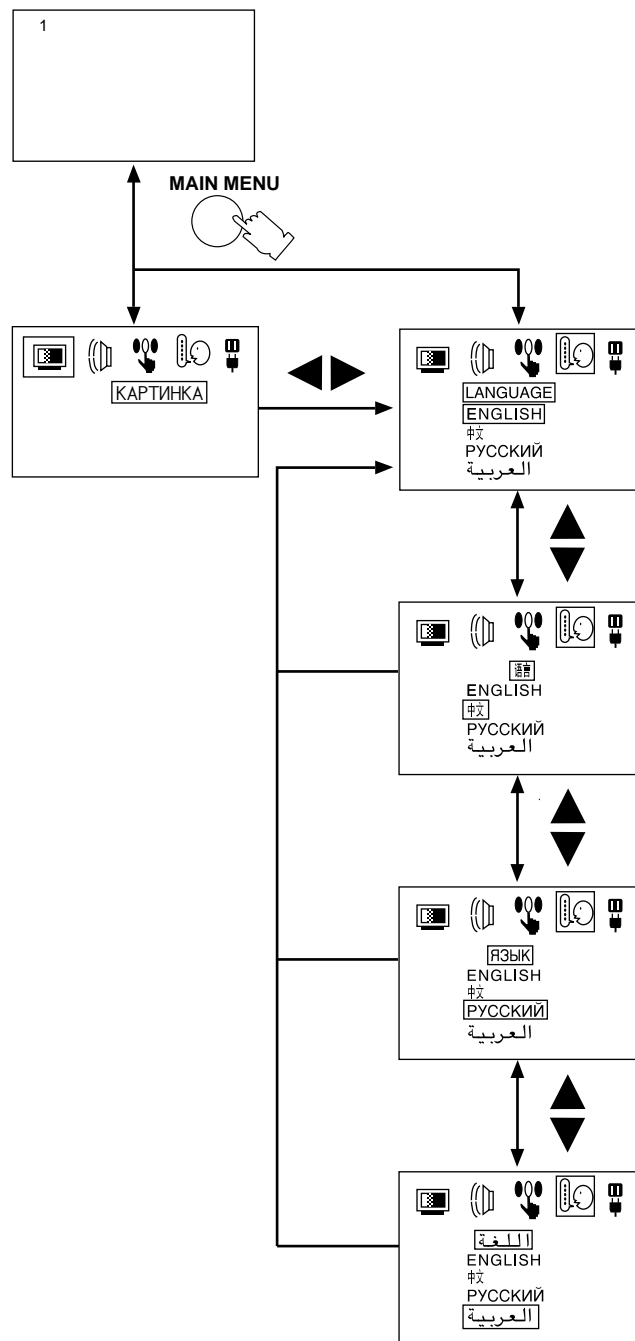 1
MAIN MENU
КАРТИНКА
LANGUAGE
ENGLISH
中文
РУССКИЙ
العربية
语言
ENGLISH
中文
РУССКИЙ
العربية
ЯЗЫК
ENGLISH
中文
РУССКИЙ
العربية
اللغة
ENGLISH
中文
РУССКИЙ
العربية